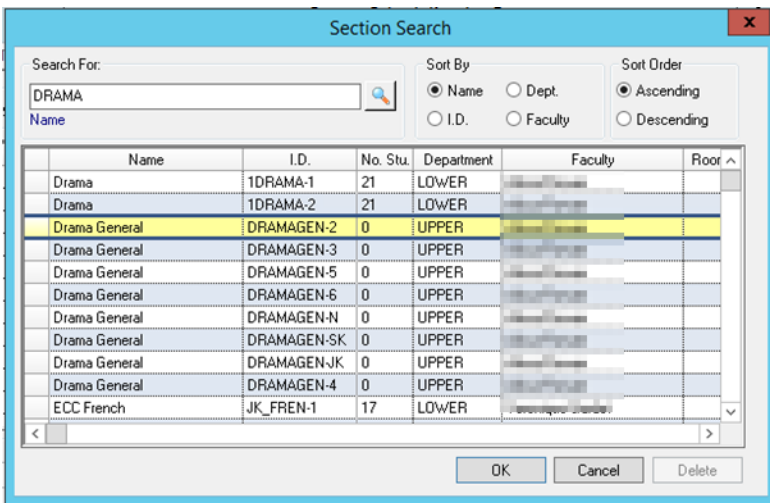 Section Search
x
Search For: Sort By Sort Order
DRAMA Name Dept. Ascending
Name I.D. Faculty Descending
Name I.D. No. Stu. Department Faculty Room
Drama 1DRAMA-1 21 LOWER
Drama 1DRAMA-2 21 LOWER
Drama General DRAMAGEN-2 0 UPPER
Drama General DRAMAGEN-3 0 UPPER
Drama General DRAMAGEN-5 0 UPPER
Drama General DRAMAGEN-6 0 UPPER
Drama General DRAMAGEN-N 0 UPPER
Drama General DRAMAGEN-SK 0 UPPER
Drama General DRAMAGEN-JK 0 UPPER
Drama General DRAMAGEN-4 0 UPPER
ECC French JK_FREN-1 17 LOWER
OK Cancel Delete